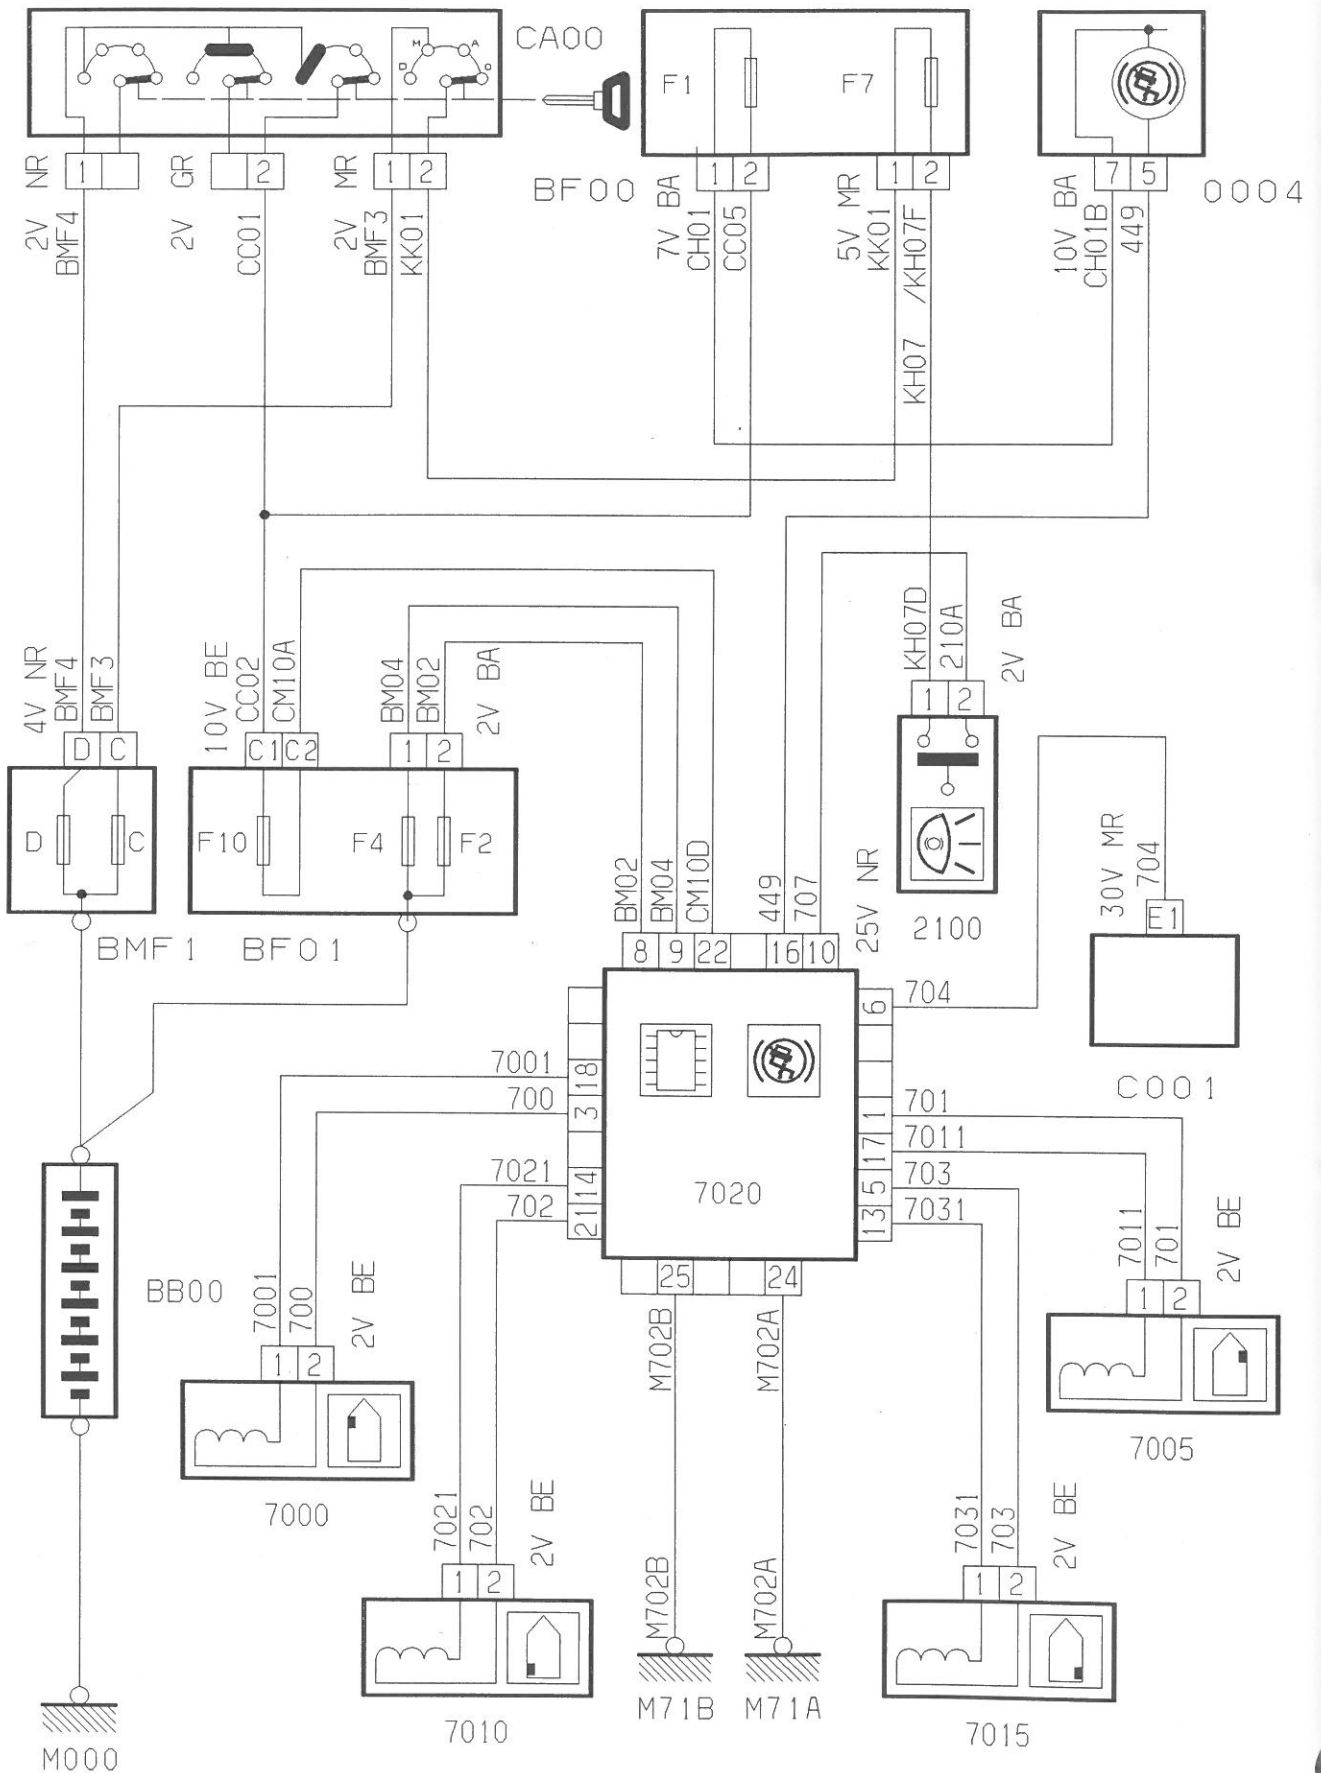 CA00
M A
D D
NR
1
GR
2
MR
1 2
2V
BMF4
2V
CC01
2V
BMF3
KK01
F1
F7
BF00
1 2
1 2
7V BA
CH01
CC05
5V MR
KK01
KH07 /KH07F
7 5
0004
10V BA
CH01B
449
4V NR
BMF4
BMF3
D C
D C
BMF1
10V BE
CC02
CM10A
BM04
BM02
2V BA
C1 C2
1 2
F10 F4 F2
BF01
KH07D
210A
2V BA
1 2
2100
BM02
BM04
CM10D
449
707
25V NR
8 9 22 16 10
30V MR
704
E1
C001
6 704
7001 18
700 3
7021 14
702 21
1 701
17 7011
5 703
13 7031
7020
25 24
BB00
M000
7001
700
2V BE
1 2
7000
7021
702
2V BE
1 2
7010
M702B
M702A
M702B
M702A
M71B M71A
7031
703
2V BE
1 2
7015
7011
701
2V BE
1 2
7005